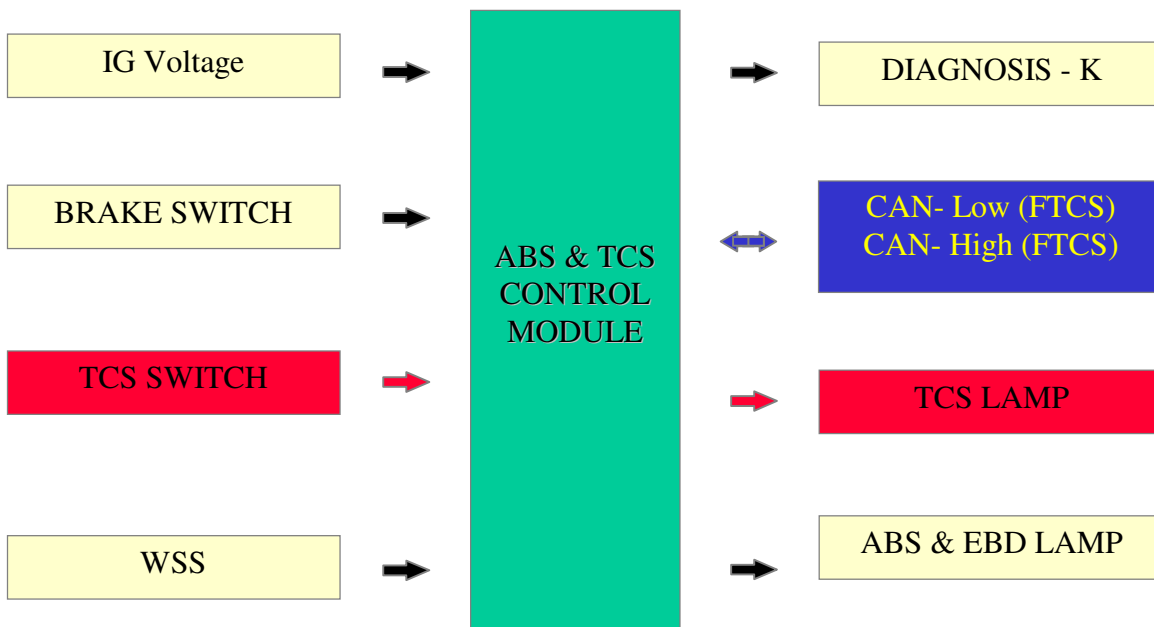 IG Voltage
BRAKE SWITCH
TCS SWITCH
WSS
ABS & TCS
CONTROL
MODULE
DIAGNOSIS - K
CAN- Low (FTCS)
CAN- High (FTCS)
TCS LAMP
ABS & EBD LAMP